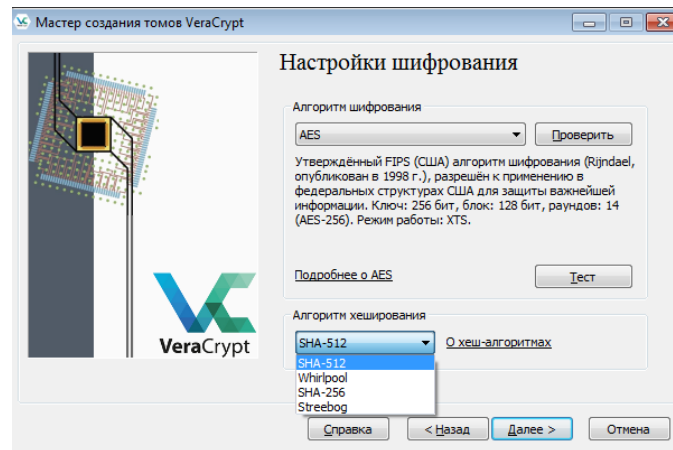 Мастер создания томов VeraCrypt
Настройки шифрования
Алгоритм шифрования
AES
Проверить
Утверждённый FIPS (США) алгоритм шифрования (Rijndael,
опубликован в 1998 г.), разрешён к применению в
федеральных структурах США для защиты важнейшей
информации. Ключ: 256 бит, блок: 128 бит, раундов: 14
(AES-256). Режим работы: XTS.
Подробнее о AES
Тест
VeraCrypt
Алгоритм хеширования
SHA-512
О хеш-алгоритмах
SHA-512
Whirlpool
SHA-256
Streebog
Справка
< Назад
Далее >
Отмена